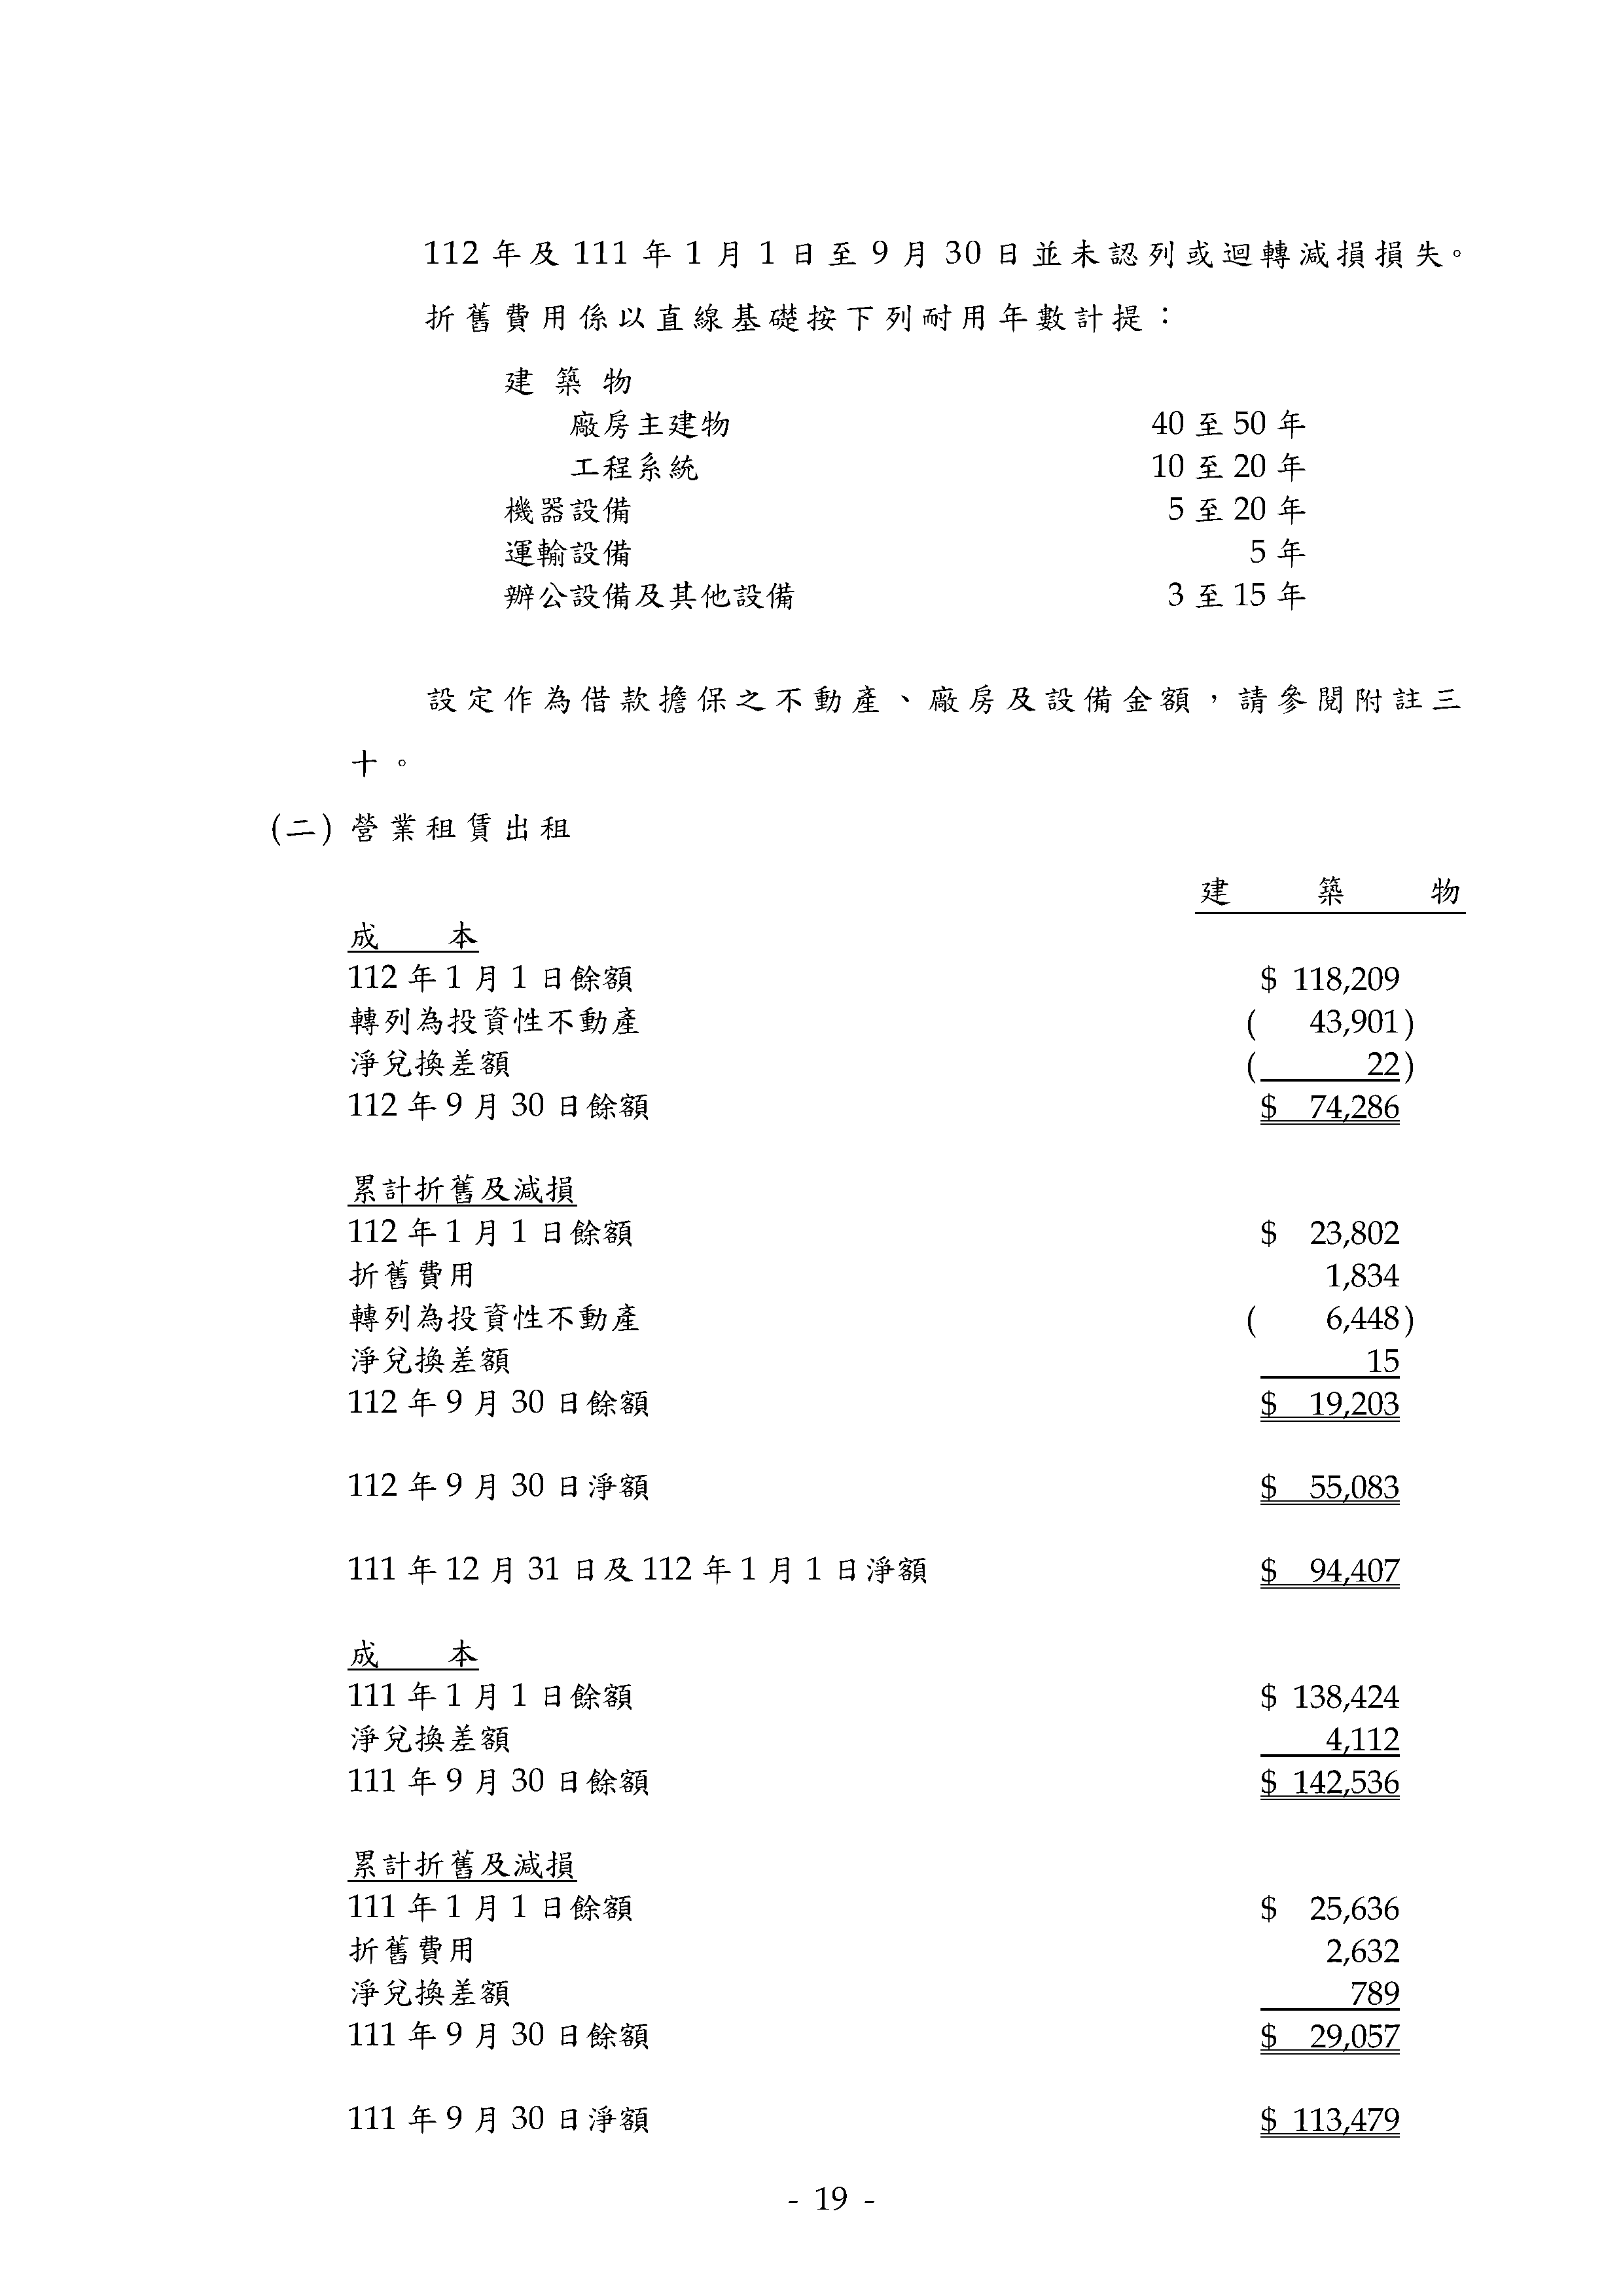 112 年及 111 年 1 月 1 日至 9 月 30 日並未認列或迴轉減損損失。
折舊費用係以直線基礎按下列耐用年數計提：
建築物
廠房主建物 40 至 50 年
工程系統 10 至 20 年
機器設備 5 至 20 年
運輸設備 5 年
辦公設備及其他設備 3 至 15 年
設定作為借款擔保之不動產、廠房及設備金額，請參閱附註三
十。
(二) 營業租賃出租
建築物
成本
112 年 1 月 1 日餘額 $ 118,209
轉列為投資性不動產 ( 43,901)
淨兌換差額 ( 22)
112 年 9 月 30 日餘額 $ 74,286
累計折舊及減損
112 年 1 月 1 日餘額 $ 23,802
折舊費用 1,834
轉列為投資性不動產 ( 6,448)
淨兌換差額 15
112 年 9 月 30 日餘額 $ 19,203
112 年 9 月 30 日淨額 $ 55,083
111 年 12 月 31 日及 112 年 1 月 1 日淨額 $ 94,407
成本
111 年 1 月 1 日餘額 $ 138,424
淨兌換差額 4,112
111 年 9 月 30 日餘額 $ 142,536
累計折舊及減損
111 年 1 月 1 日餘額 $ 25,636
折舊費用 2,632
淨兌換差額 789
111 年 9 月 30 日餘額 $ 29,057
111 年 9 月 30 日淨額 $ 113,479
- 19 -